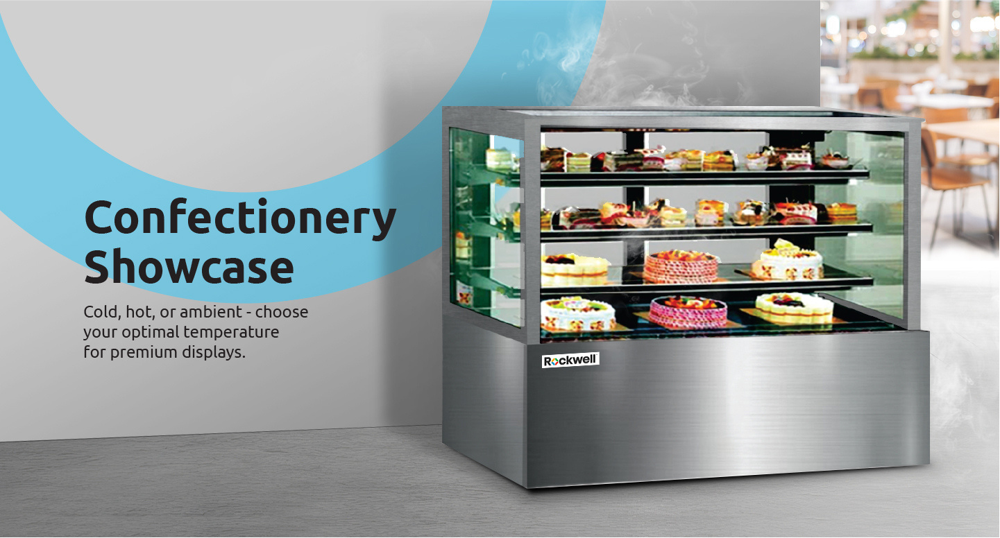 Confectionery
Showcase
Cold, hot, or ambient - choose
your optimal temperature
for premium displays.
Rockwell